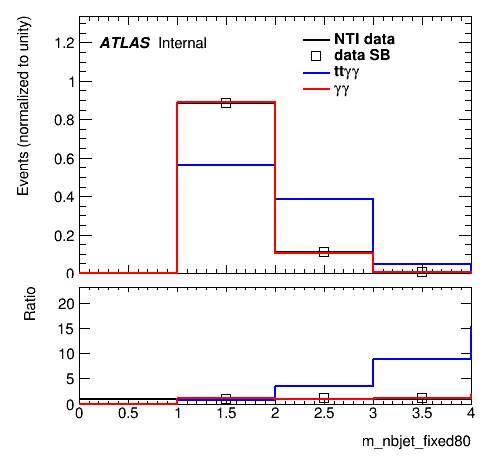 ATLAS Internal
NTI data
data SB
ttγγ
γγ
Events (normalized to unity)
1.2
1
0.8
0.6
0.4
0.2
0
Ratio
20
15
10
5
0
0 0.5 1 1.5 2 2.5 3 3.5 4
m_nbjet_fixed80